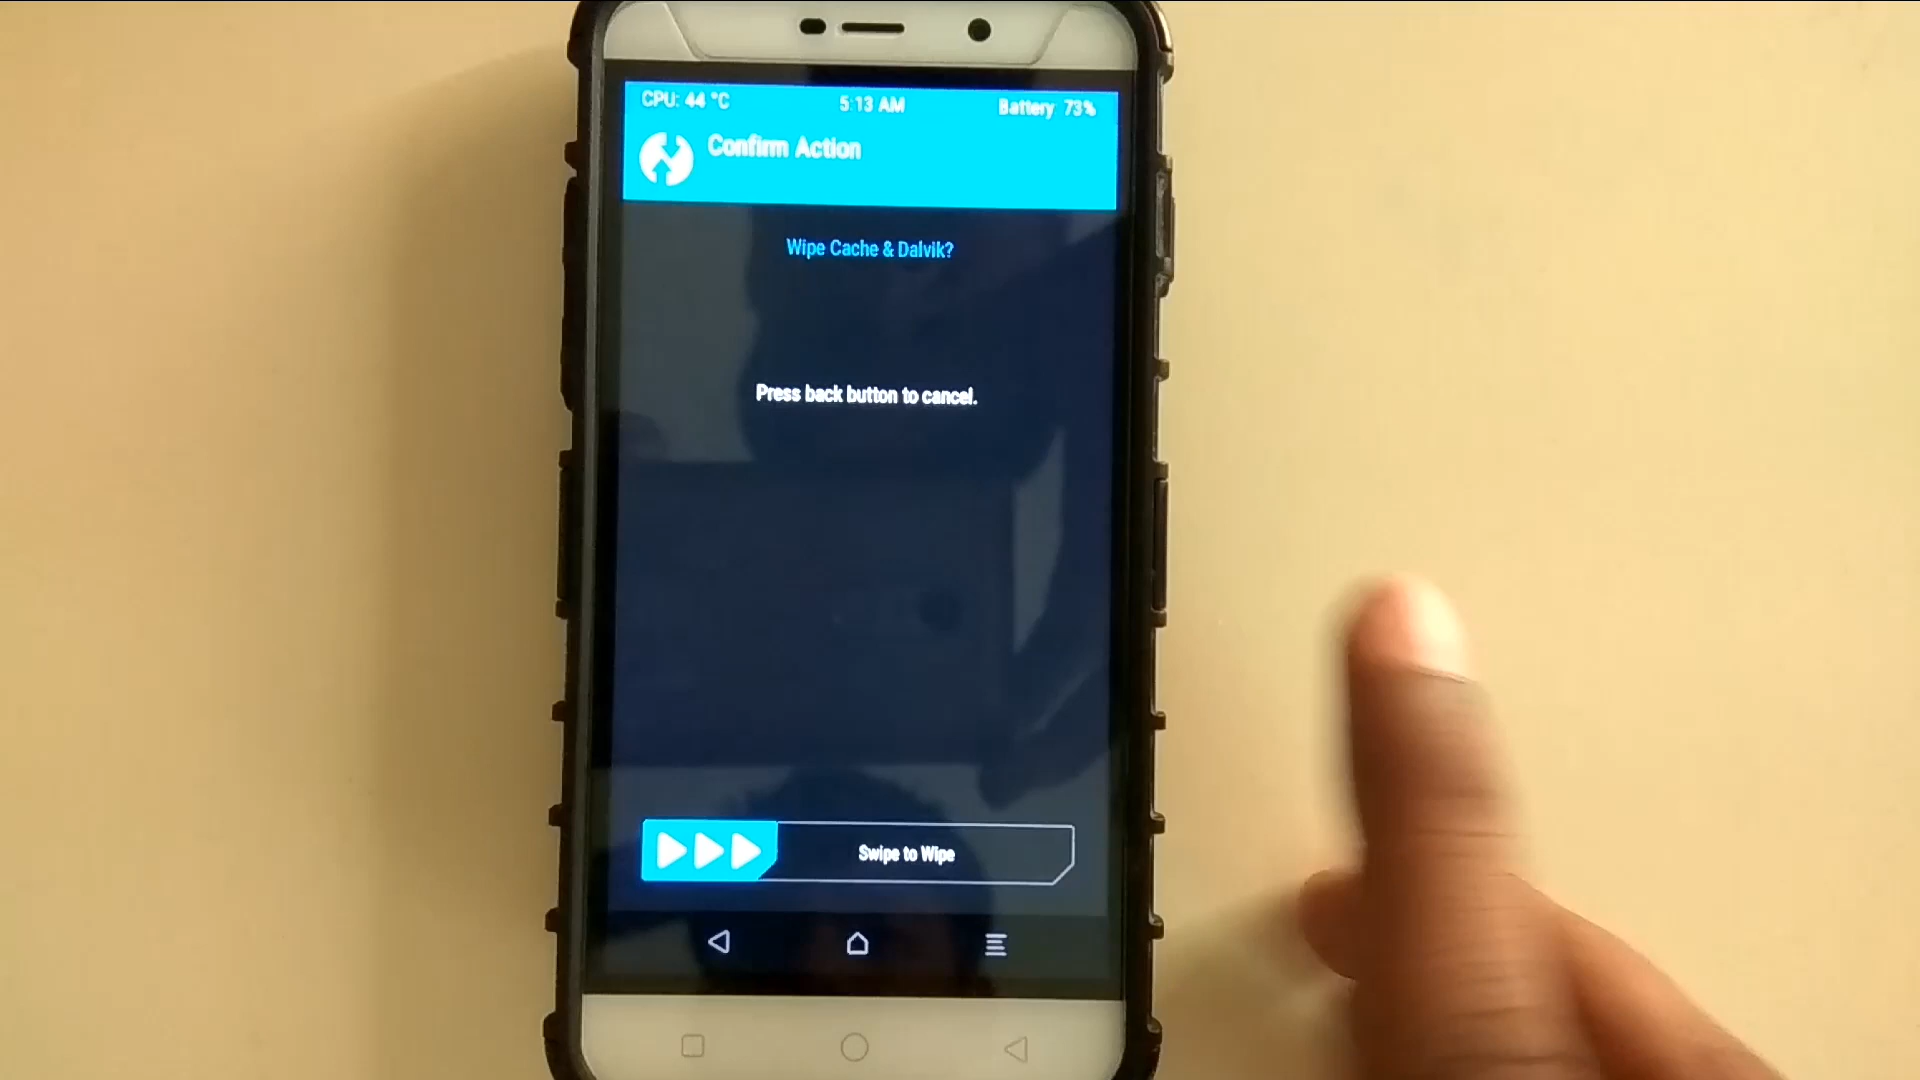 CPU: 44 °C 5:13 AM Battery 73%
Confirm Action
Wipe Cache & Dalvik?
Press back button to cancel.
Swipe to Wipe